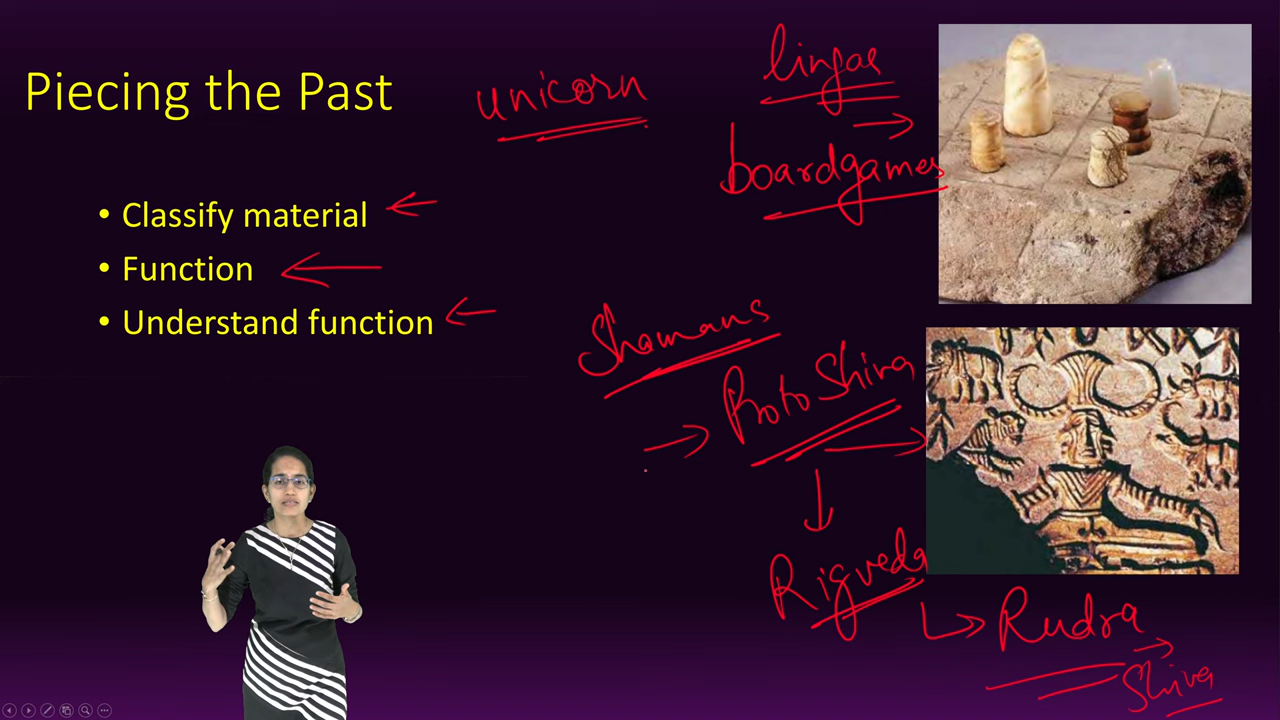 Piecing the Past
unicorn
lingas
boardgames
• Classify material
• Function
• Understand function
Shamans
Proto Shiva
Rigveda
Rudra
Shiva